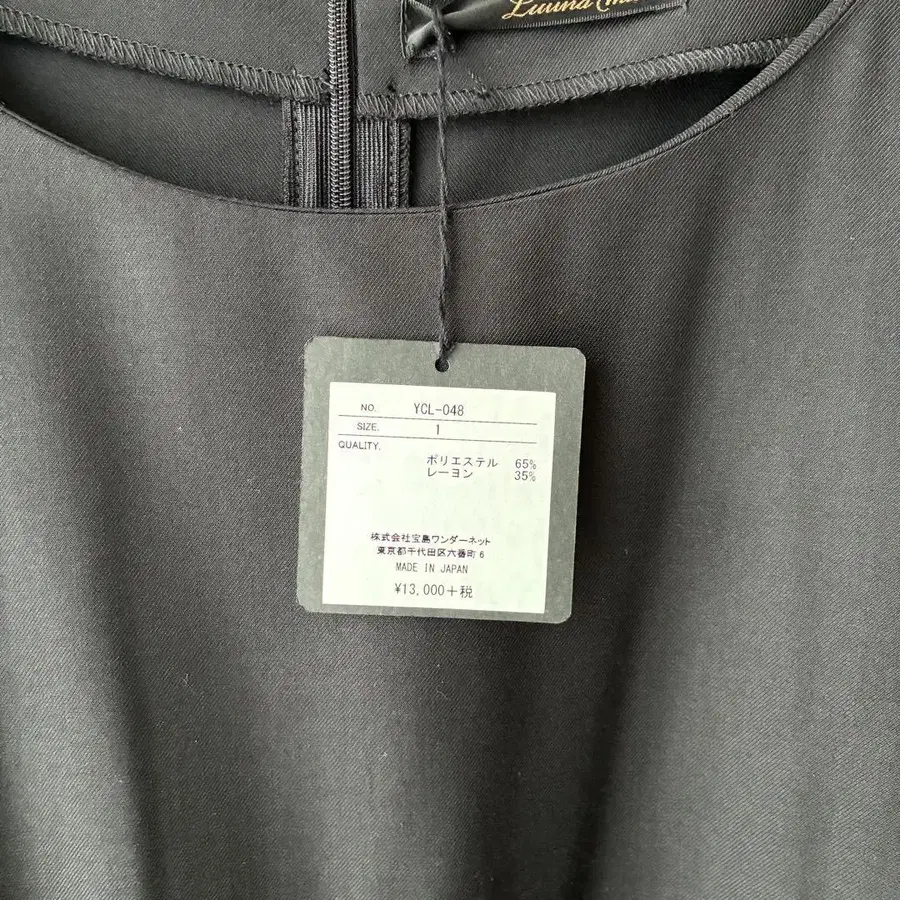 NO. YCL-048
SIZE. 1
QUALITY.
ポリエステル 65%
レーヨン 35%
株式会社宝島ワンダーネット
東京都千代田区六番町6
MADE IN JAPAN
¥13,000+税